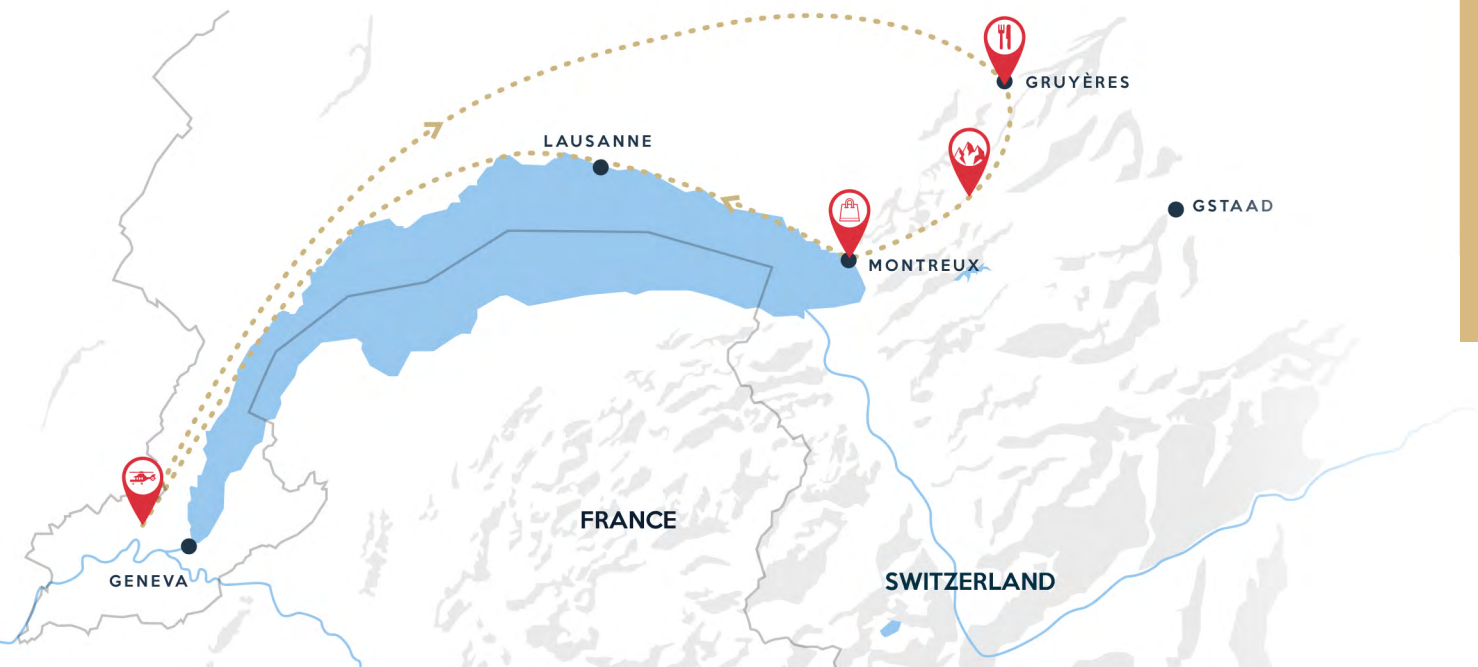 GRUYÈRES
LAUSANNE
GSTAAD
MONTREUX
FRANCE
GENEVA
SWITZERLAND